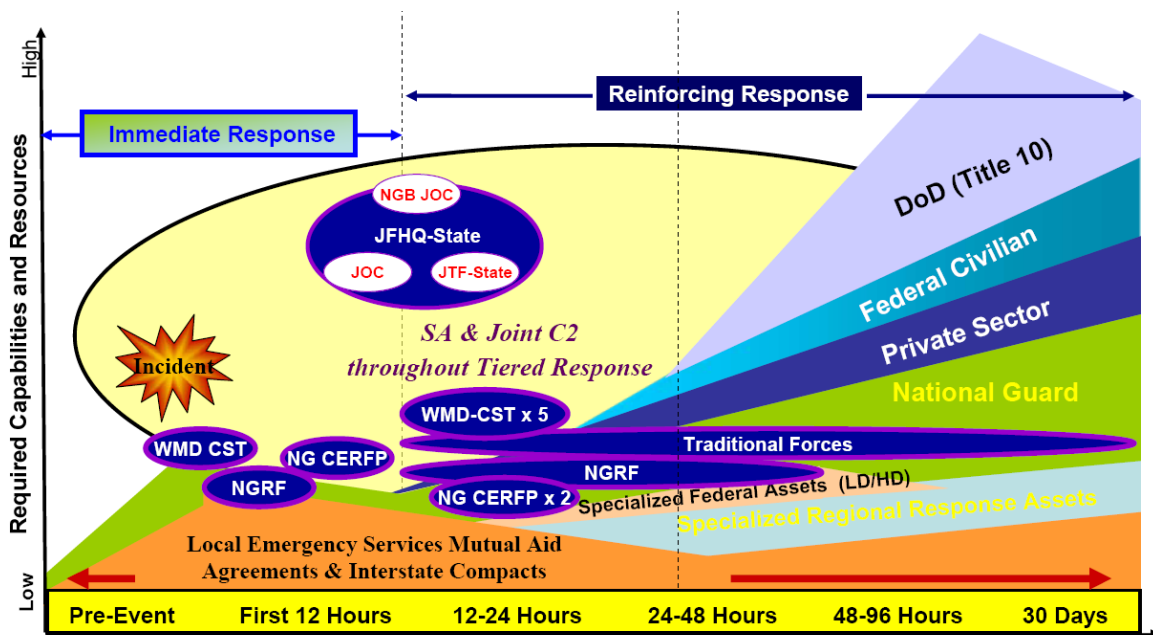 High
Required Capabilities and Resources
Low
Reinforcing Response
Immediate Response
NGB JOC
JFHQ-State
JOC
JTF-State
DoD (Title 10)
Federal Civilian
Private Sector
National Guard
SA & Joint C2
throughout Tiered Response
Incident
WMD-CST x 5
WMD CST
NG CERFP
Traditional Forces
NGRF
NGRF
NG CERFP x 2
Specialized Federal Assets (LD/HD)
Specialized Regional Response Assets
Local Emergency Services Mutual Aid
Agreements & Interstate Compacts
Pre-Event
First 12 Hours
12-24 Hours
24-48 Hours
48-96 Hours
30 Days